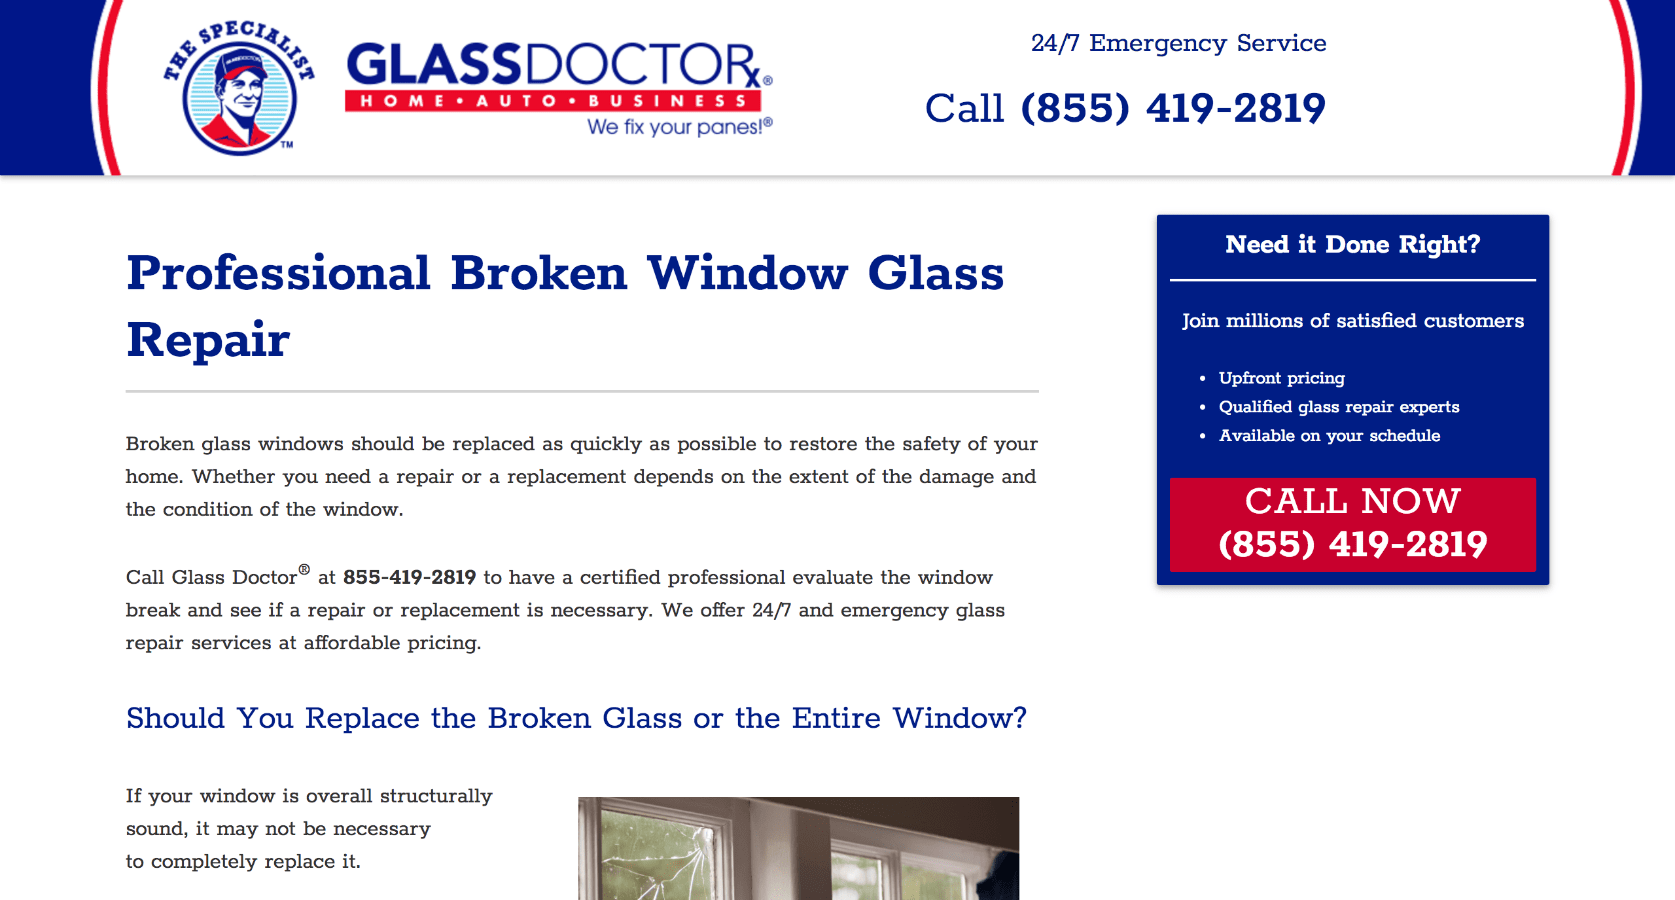 THE SPECIALIST
GLASSDOCTOR
TM
GLASSDOCTORx®
HOME • AUTO • BUSINESS
We fix your panes!®
24/7 Emergency Service
Call (855) 419-2819
Professional Broken Window Glass
Repair
Broken glass windows should be replaced as quickly as possible to restore the safety of your
home. Whether you need a repair or a replacement depends on the extent of the damage and
the condition of the window.
Call Glass Doctor® at 855-419-2819 to have a certified professional evaluate the window
break and see if a repair or replacement is necessary. We offer 24/7 and emergency glass
repair services at affordable pricing.
Should You Replace the Broken Glass or the Entire Window?
If your window is overall structurally
sound, it may not be necessary
to completely replace it.
Need it Done Right?
Join millions of satisfied customers
• Upfront pricing
• Qualified glass repair experts
• Available on your schedule
CALL NOW
(855) 419-2819